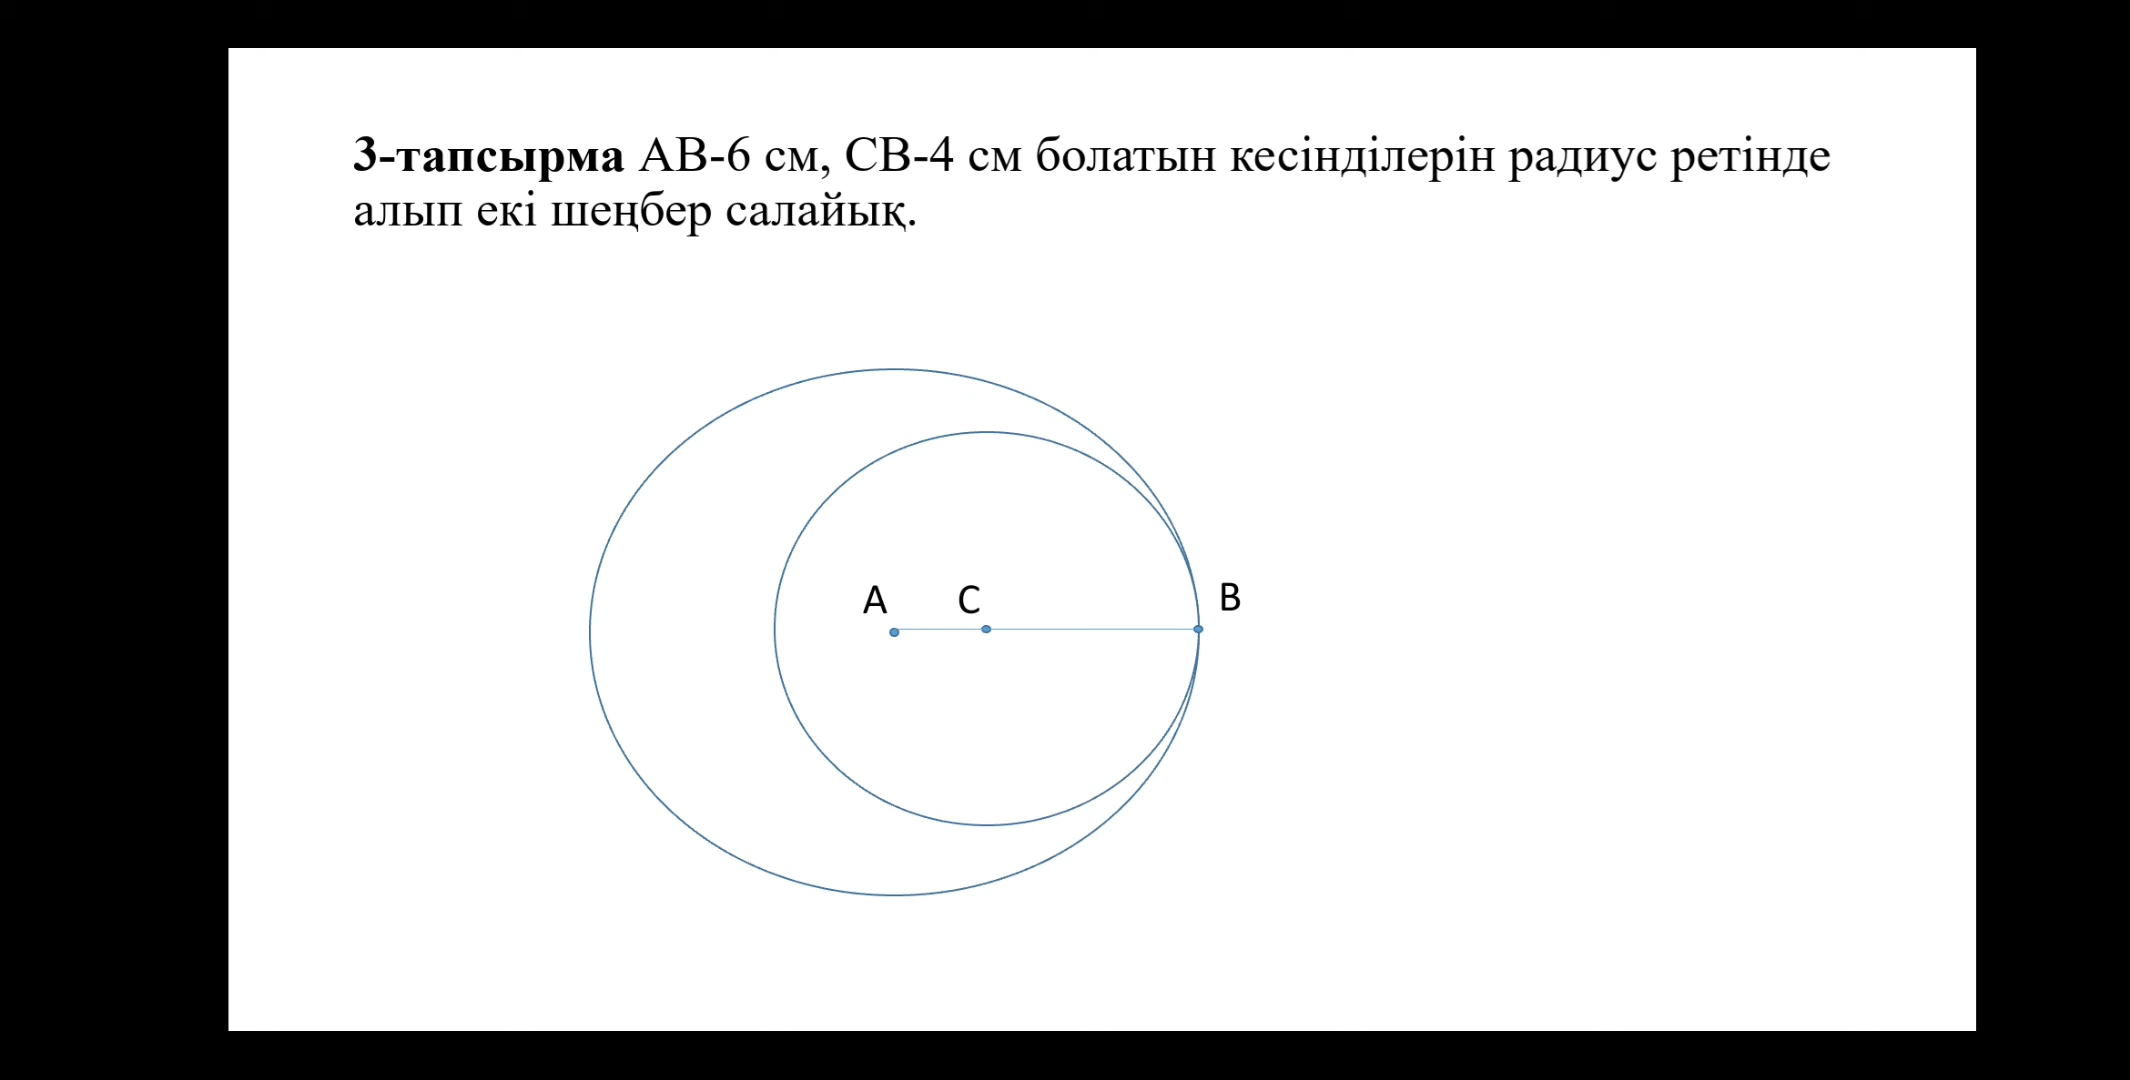 3-тапсырма АВ-6 см, СВ-4 см болатын кесінділерін радиус ретінде
алып екі шеңбер салайық.
А С В